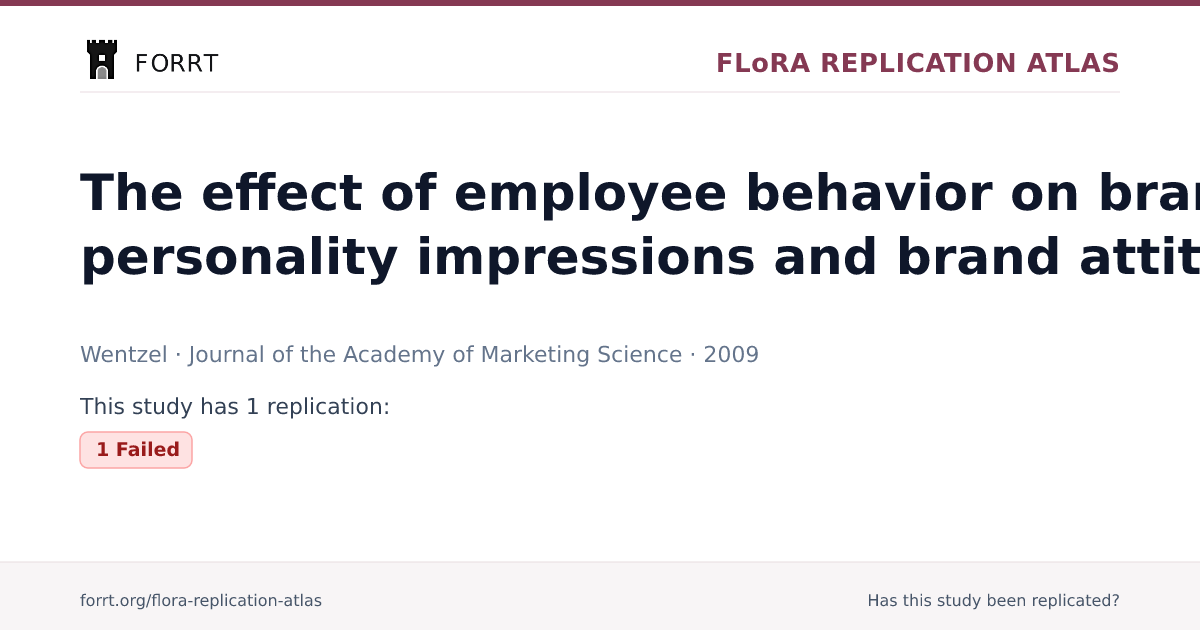 FORRT
FLoRA REPLICATION ATLAS
The effect of employee behavior on
personality impressions and brand
Wentzel · Journal of the Academy of Marketing Science · 2009
This study has 1 replication:
1 Failed
forrt.org/flora-replication-atlas
Has this study been replicated?